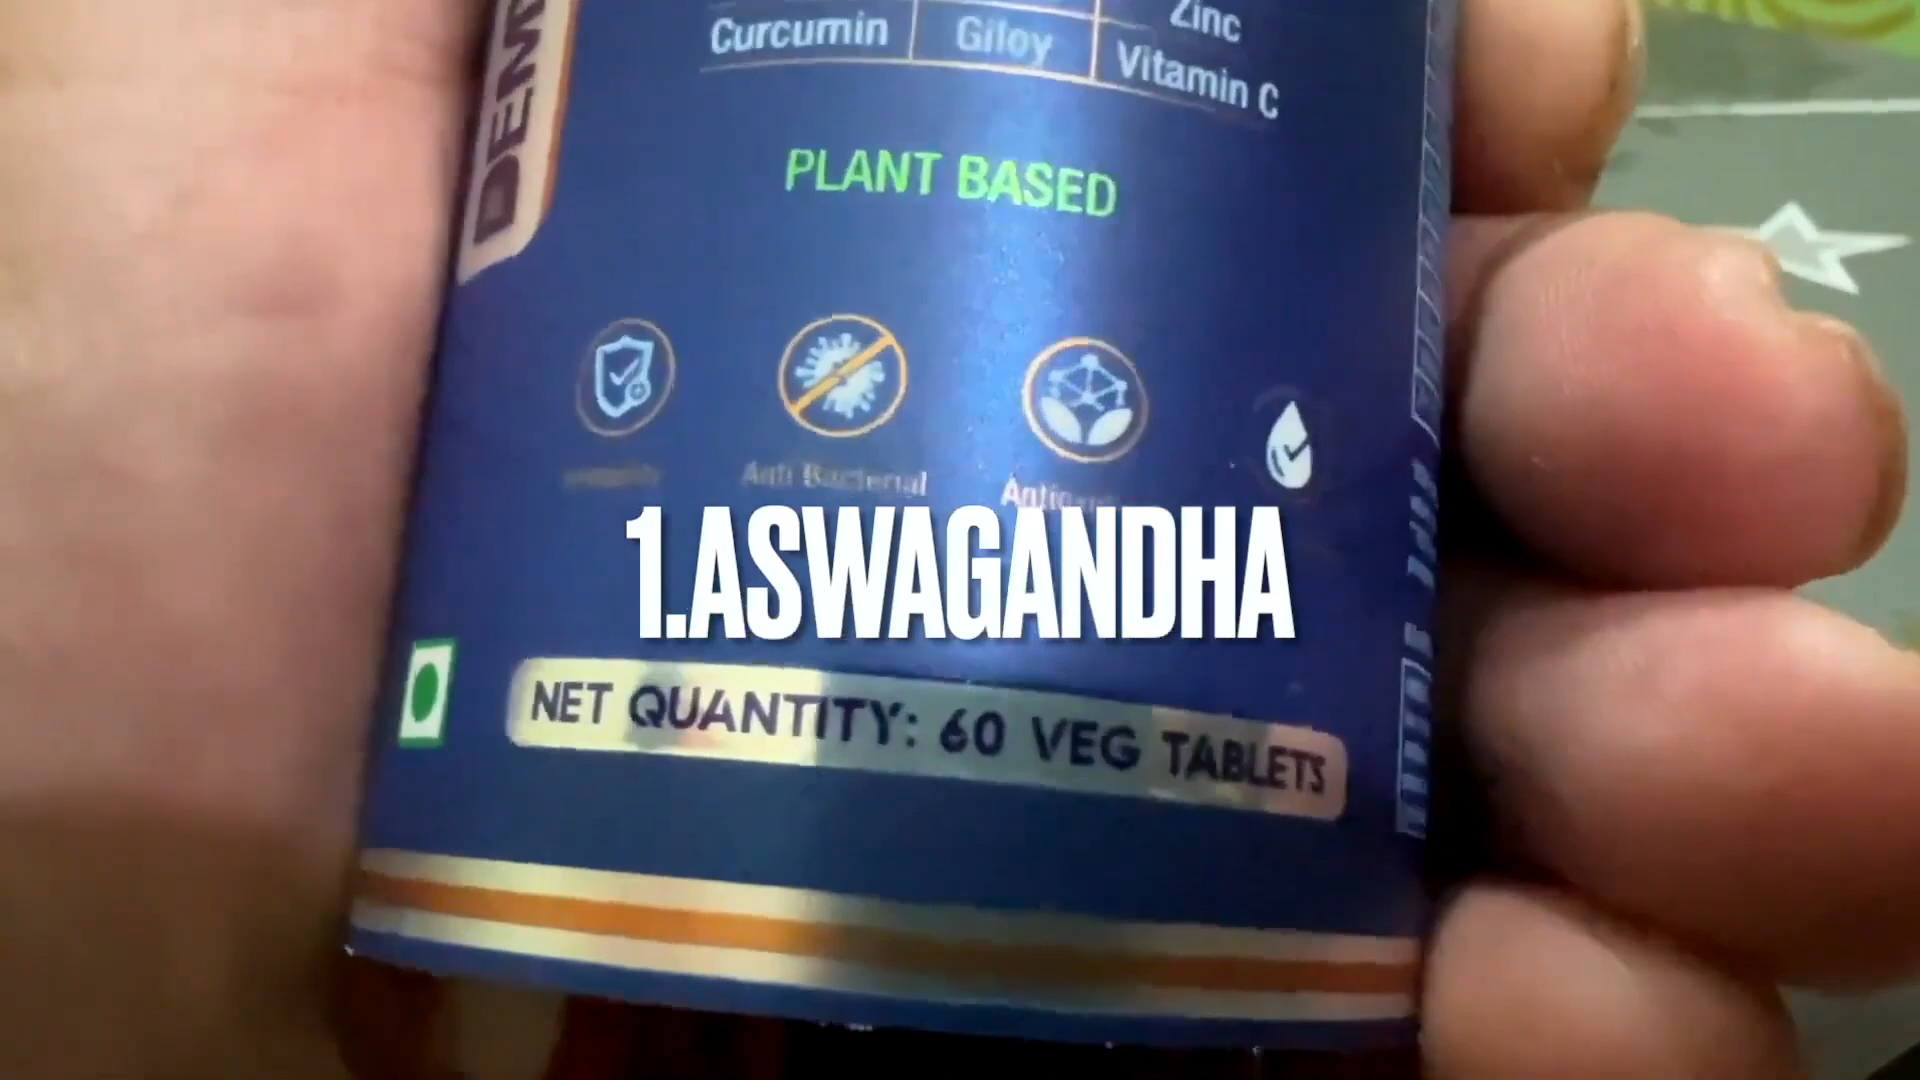 Zinc
Curcumin
Giloy
Vitamin C
PLANT BASED
Anti Bacterial
1.ASWAGANDHA
NET QUANTITY: 60 VEG TABLETS